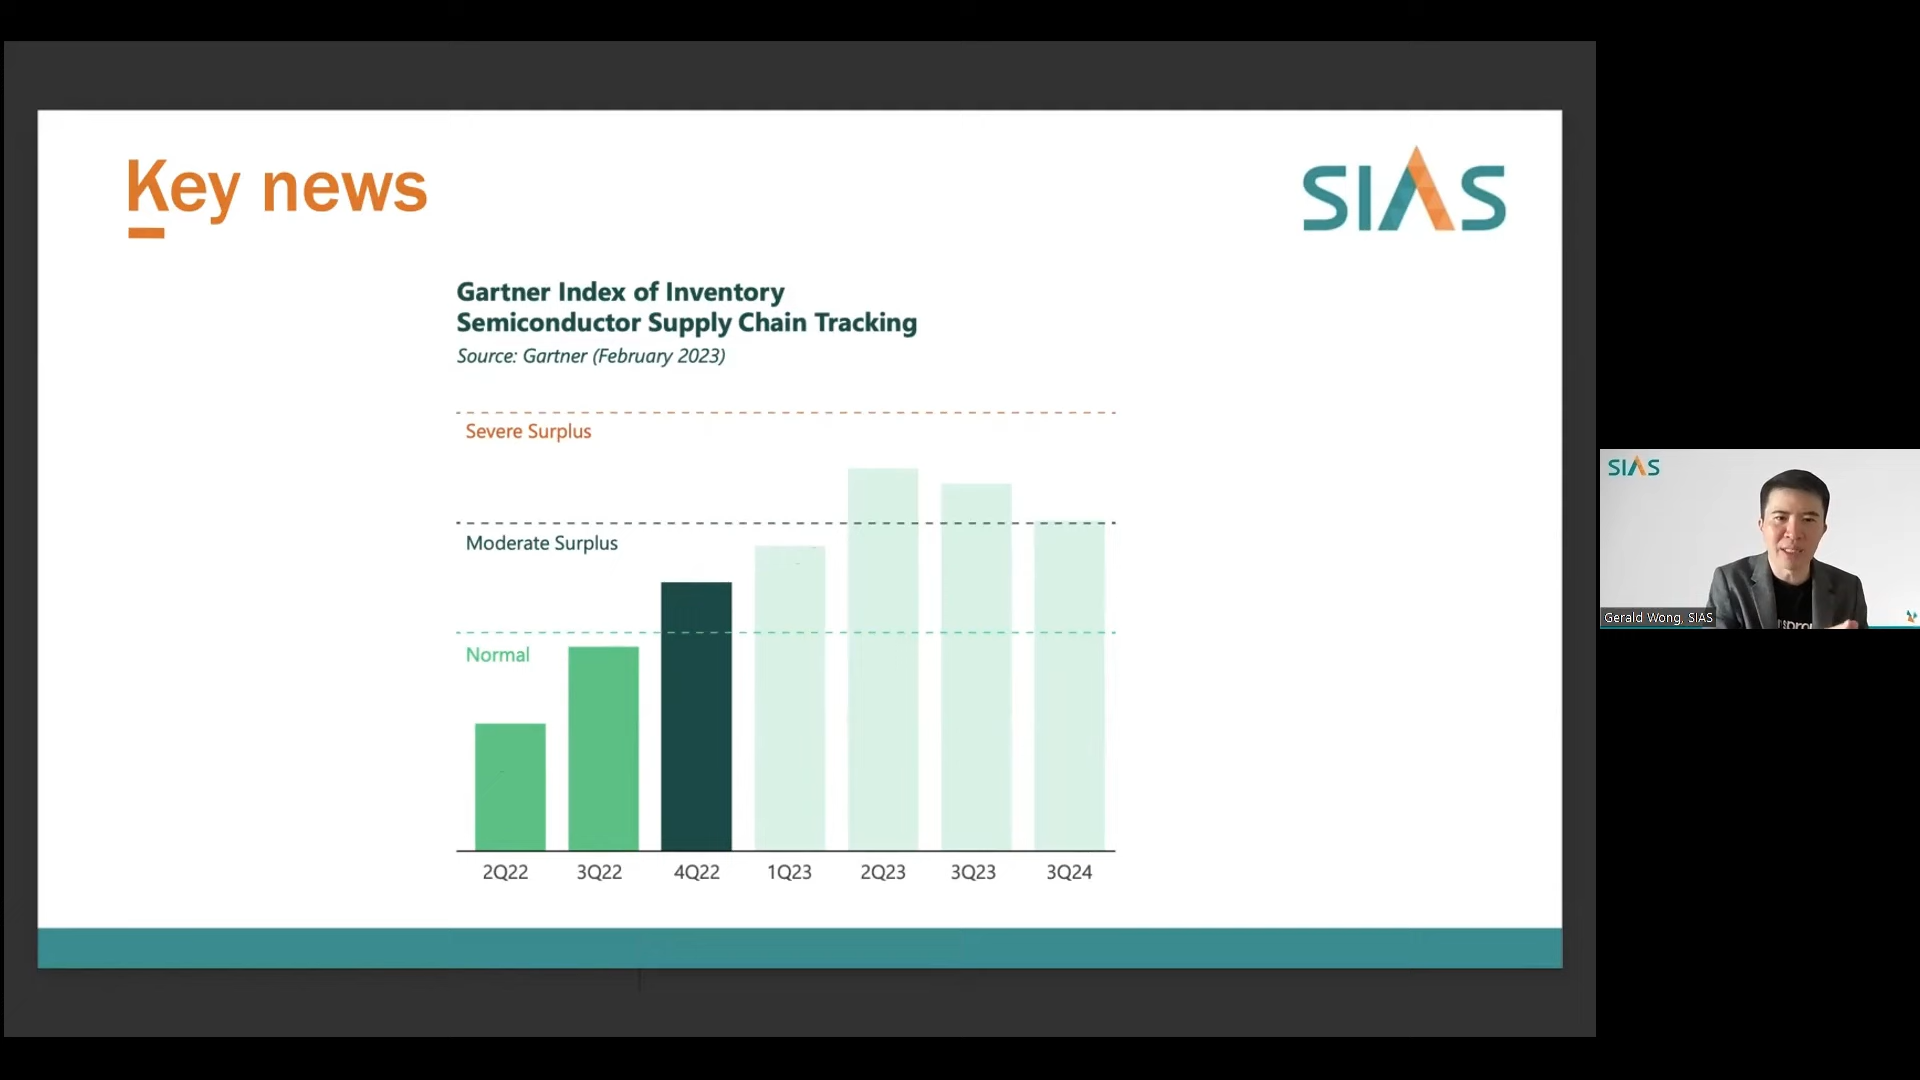 Key news
SIAS
Gartner Index of Inventory
Semiconductor Supply Chain Tracking
Source: Gartner (February 2023)
Severe Surplus
Moderate Surplus
Normal
2Q22 3Q22 4Q22 1Q23 2Q23 3Q23 3Q24
SIAS
Gerald Wong, SIAS